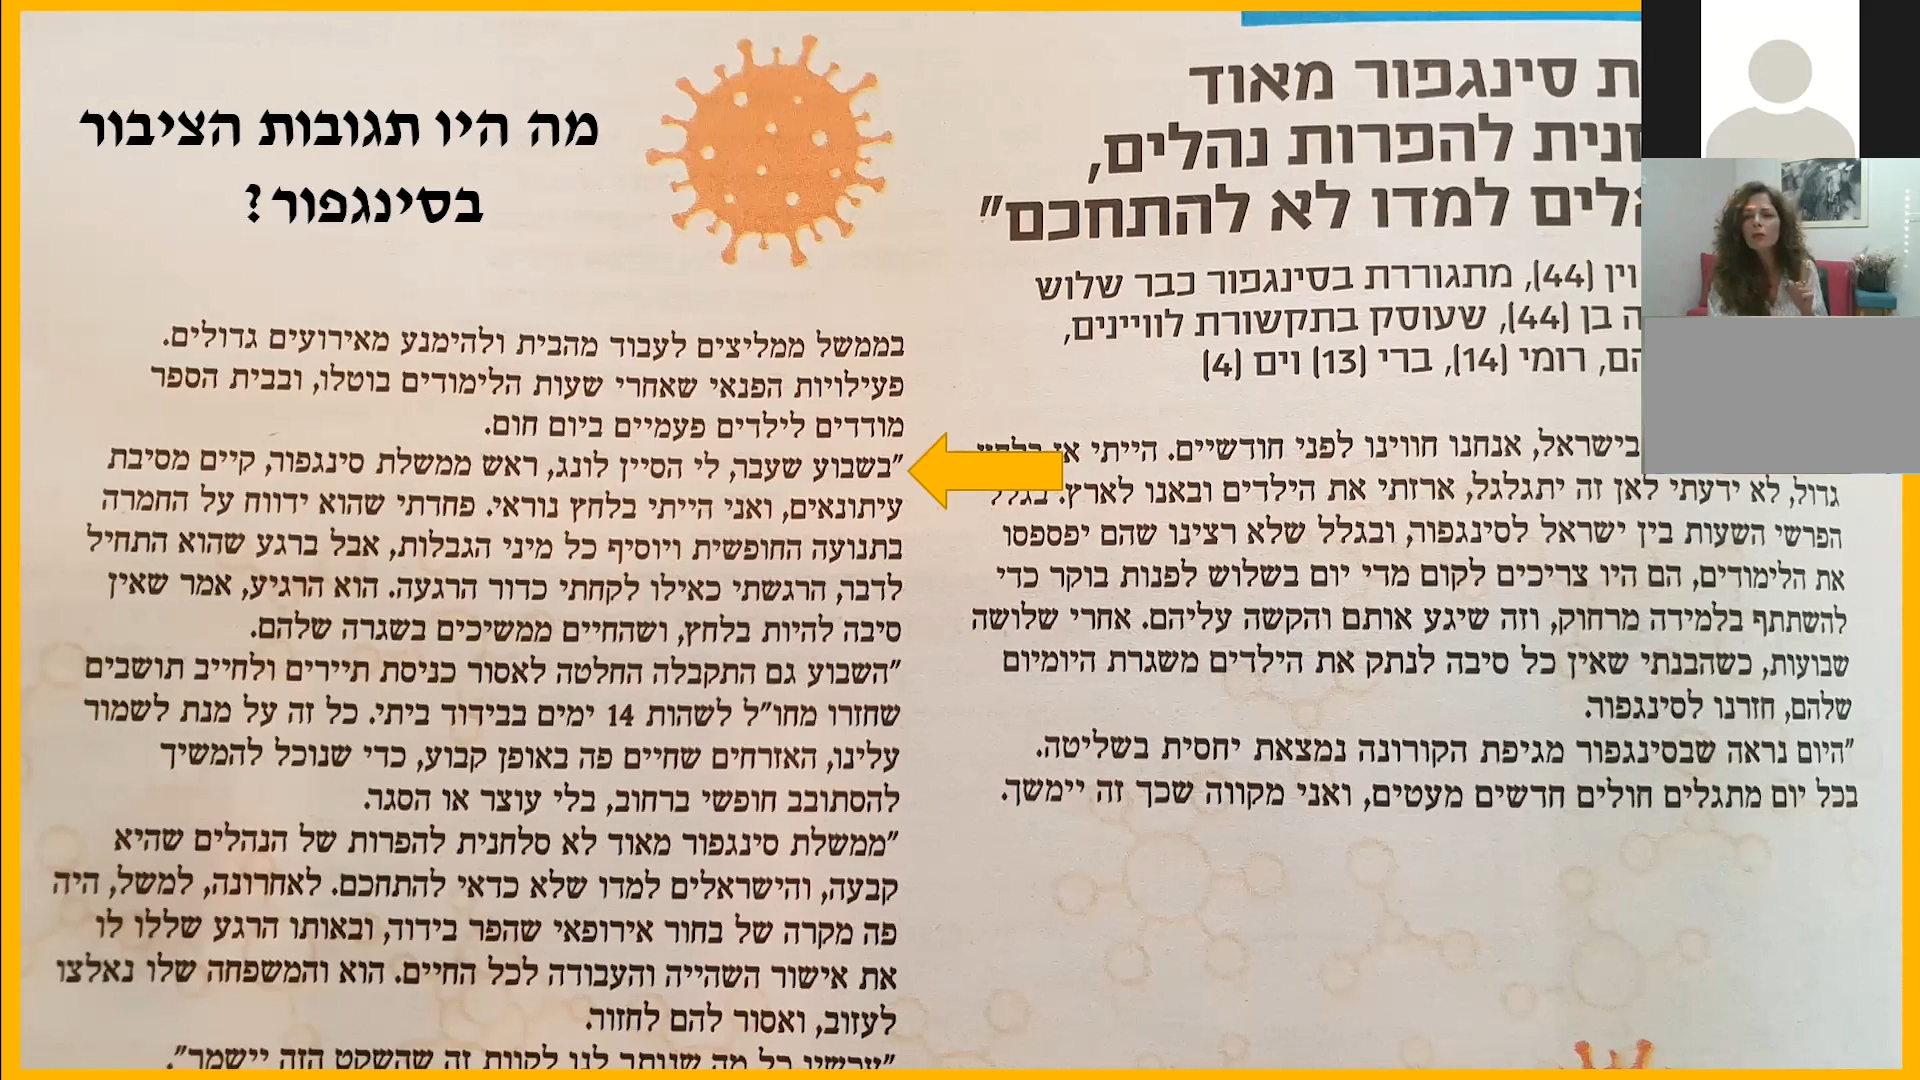 מה היו תגובות הציבור
בסינגפור?
ת סינגפור מאוד
נית להפרות נהלים,
לים למדו לא להתחכם"
וין (44), מתגוררת בסינגפור כבר שלוש
ה בן (44), שעוסק בתקשורת לוויינים,
הם, רומי (14), ברי (13) וים (4)
בישראל, אנחנו חווינו לפני חודשיים. הייתי
גדול, לא ידעתי לאן זה יתגלגל, ארזתי את הילדים ובאנו לארץ. בגלל
הפרשי השעות בין ישראל לסינגפור, ובגלל שלא רצינו שהם יפספסו
את הלימודים, הם היו צריכים לקום מדי יום בשלוש לפנות בוקר כדי
להשתתף בלמידה מרחוק, וזה שיגע אותם והקשה עליהם. אחרי שלושה
שבועות, כשהבנתי שאין כל סיבה לנתק את הילדים משגרת היומיום
שלהם, חזרנו לסינגפור.
"היום נראה שבסינגפור מגיפת הקורונה נמצאת יחסית בשליטה.
בכל יום מתגלים חולים חדשים מעטים, ואני מקווה שכך זה יימשך.
בממשל ממליצים לעבוד מהבית ולהימנע מאירועים גדולים.
פעילויות הפנאי שאחרי שעות הלימודים בוטלו, ובבית הספר
מודדים לילדים פעמיים ביום חום.
"בשבוע שעבר, לי הסיין לונג, ראש ממשלת סינגפור, קיים מסיבת
עיתונאים, ואני הייתי בלחץ נוראי. פחדתי שהוא ידווח על החמרה
בתנועה החופשית ויוסיף כל מיני הגבלות, אבל ברגע שהוא התחיל
לדבר, הרגשתי כאילו לקחתי כדור הרגעה. הוא הרגיע, אמר שאין
סיבה להיות בלחץ, ושהחיים ממשיכים בשגרה שלהם.
"השבוע גם התקבלה החלטה לאסור כניסת תיירים ולחייב תושבים
שחזרו מחו"ל לשהות 14 ימים בבידוד ביתי. כל זה על מנת לשמור
עלינו, האזרחים שחיים פה באופן קבוע, כדי שנוכל להמשיך
להסתובב חופשי ברחוב, בלי עוצר או הסגר.
"ממשלת סינגפור מאוד לא סלחנית להפרות של הנהלים שהיא
קבעה, והישראלים למדו שלא כדאי להתחכם. לאחרונה, למשל, היה
פה מקרה של בחור אירופאי שהפר בידוד, ובאותו הרגע שללו לו
את אישור השהייה והעבודה לכל החיים. הוא והמשפחה שלו נאלצו
לעזוב, ואסור להם לחזור.
"עכשיו כל מה שנותר לנו לקוות זה שהשקט הזה יישמר".